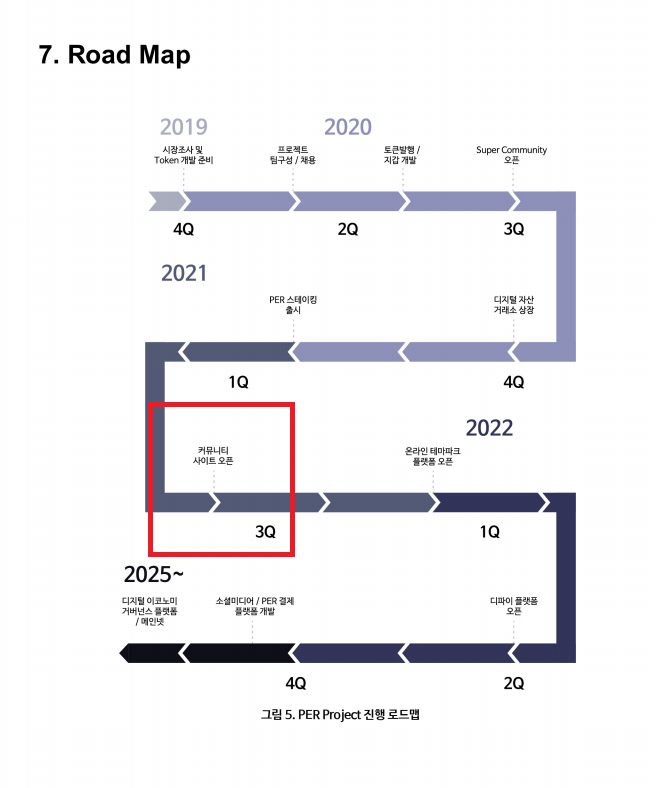 7. Road Map
2019
2020
시장조사 및
Token 개발 준비
프로젝트
팀구성 / 채용
토큰발행 /
지갑 개발
Super Community
오픈
4Q
2Q
3Q
2021
PER 스테이킹
출시
디지털 자산
거래소 상장
1Q
4Q
2022
커뮤니티
사이트 오픈
온라인 테마파크
플랫폼 오픈
3Q
1Q
2025~
디지털 이코노미
거버넌스 플랫폼
/ 메인넷
소셜미디어 / PER 결제
플랫폼 개발
디파이 플랫폼
오픈
4Q
2Q
그림 5. PER Project 진행 로드맵